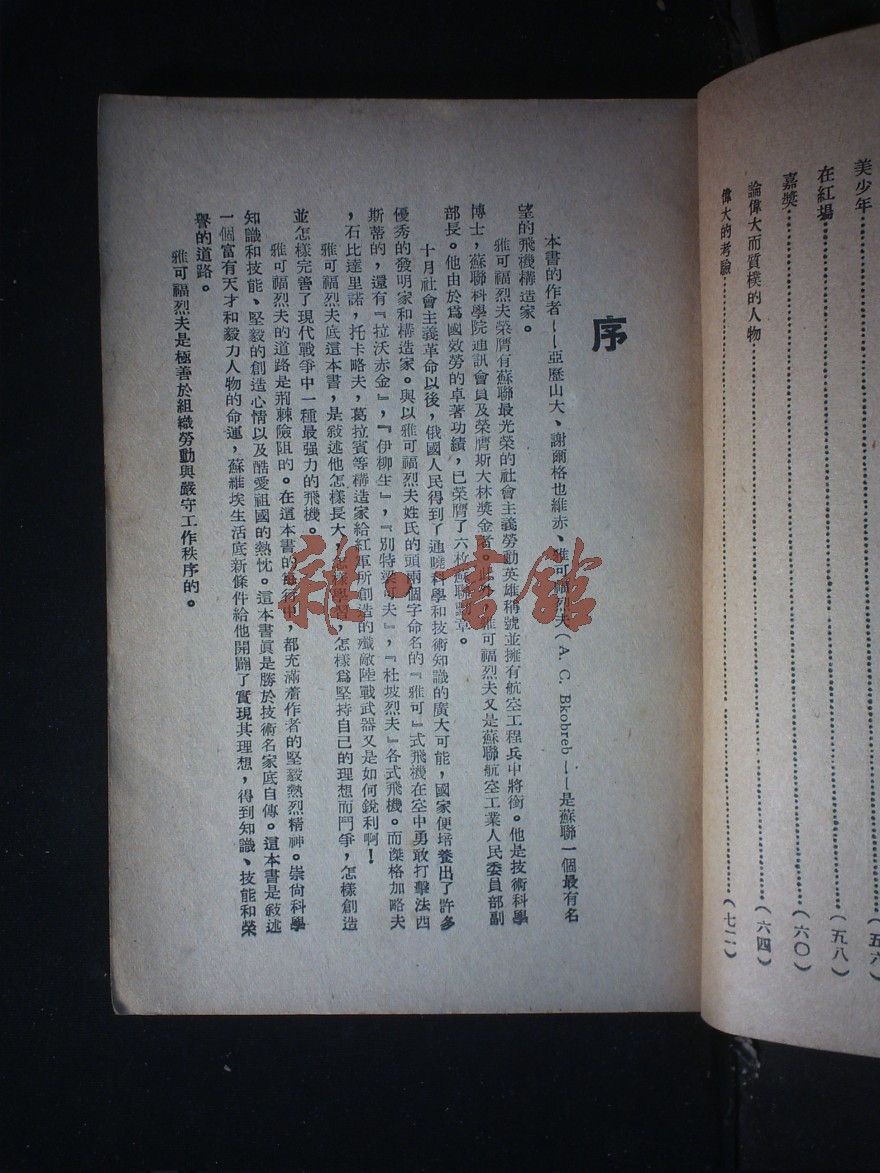 美少年……(五六)
在紅場……(五八)
嘉獎……(六〇)
論偉大而質樸的人物……(六四)
偉大的考驗……(七二)
序
本書的作者——亞歷山大、謝爾格也維赤、雅可福烈夫(A. C. Bkobreb——是蘇聯一個最有名
望的飛機構造家。
雅可福烈夫榮膺有蘇聯最光榮的社會主義勞動英雄稱號並擁有航空工程兵中將銜。他是技術科學
博士,蘇聯科學院通訊會員及榮膺斯大林獎金者。此外,雅可福烈夫又是蘇聯航空工業人民委員部副
部長。他由於爲國效勞的卓著功績,已榮膺了六枚蘇聯勳章。
十月社會主義革命以後,俄國人民得到了通曉科學和技術知識的廣大可能,國家便培養出了許多
優秀的發明家和構造家。與以雅可福烈夫姓氏的頭兩個字命名的『雅可』式飛機在空中勇敢打擊法西
斯蒂的,還有『拉沃赤金』,『伊柳生』,『別特梁可夫』,『杜坡烈夫』各式飛機。而傑格加略夫
,石比達里諾,托卡略夫,葛拉賓等構造家給紅軍所創造的殲敵陸戰武器又是如何銳利啊!
雅可福烈夫底這本書,是敍述他怎樣長大,怎樣學習,怎樣爲堅持自己的理想而鬥爭,怎樣創造
並怎樣完善了現代戰爭中一種最强力的飛機。
雅可福烈夫的道路是荆棘險阻的。在這本書的每行中,都充滿着作者的堅毅熱烈精神。崇尙科學
知識和技能、堅毅的創造心情以及酷愛祖國的熱忱。這本書眞是勝於技術名家底自傳。這本書是敍述
一個富有天才和毅力人物的命運,蘇維埃生活底新條件給他開闢了實現其理想,得到知識、技能和榮
譽的道路。
雅可福烈夫是極善於組織勞動與嚴守工作秩序的。
雜·書館